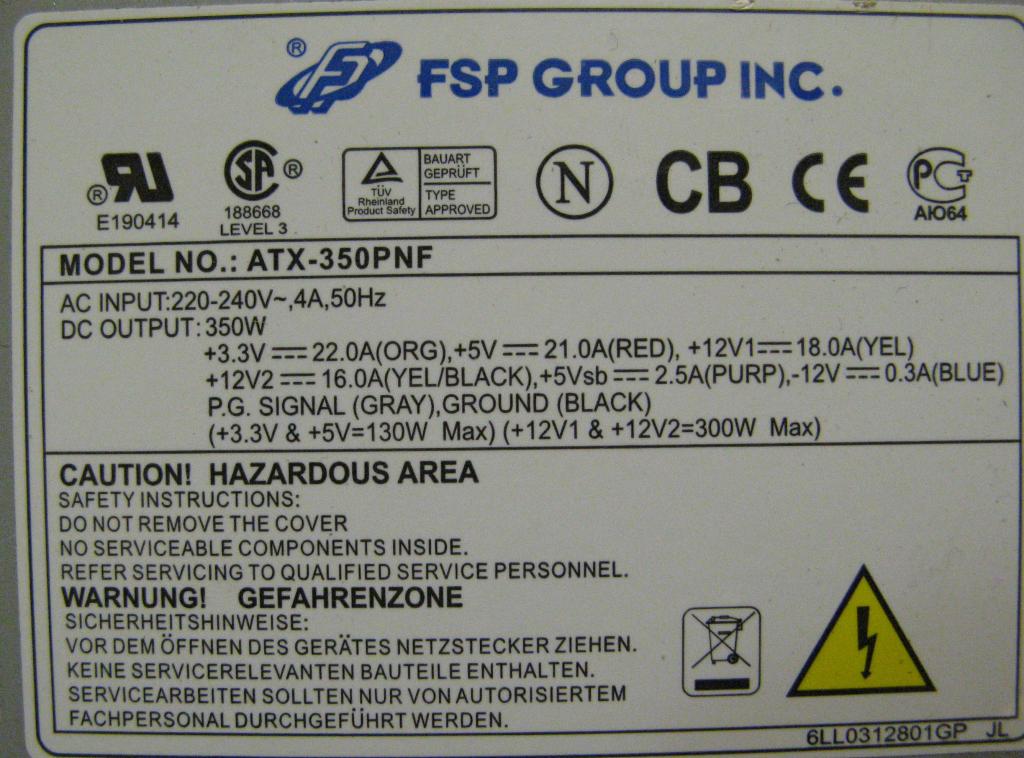 ® FSP GROUP INC.
® RU
E190414
SA ®
188668
LEVEL 3
TÜV
Rheinland
Product Safety
BAUART
GEPRÜFT
TYPE
APPROVED
N
CB
CE
РСТ
АЮ64
MODEL NO.: ATX-350PNF
AC INPUT:220-240V~,4A,50Hz
DC OUTPUT: 350W
+3.3V ⎓ 22.0A(ORG),+5V ⎓ 21.0A(RED), +12V1⎓ 18.0A(YEL)
+12V2 ⎓ 16.0A(YEL/BLACK),+5Vsb ⎓ 2.5A(PURP),-12V ⎓ 0.3A(BLUE)
P.G. SIGNAL (GRAY),GROUND (BLACK)
(+3.3V & +5V=130W Max) (+12V1 & +12V2=300W Max)
CAUTION! HAZARDOUS AREA
SAFETY INSTRUCTIONS:
DO NOT REMOVE THE COVER
NO SERVICEABLE COMPONENTS INSIDE.
REFER SERVICING TO QUALIFIED SERVICE PERSONNEL.
WARNUNG! GEFAHRENZONE
SICHERHEITSHINWEISE:
VOR DEM ÖFFNEN DES GERÄTES NETZSTECKER ZIEHEN.
KEINE SERVICERELEVANTEN BAUTEILE ENTHALTEN.
SERVICEARBEITEN SOLLTEN NUR VON AUTORISIERTEM
FACHPERSONAL DURCHGEFÜHRT WERDEN.
6LL0312801GP JL